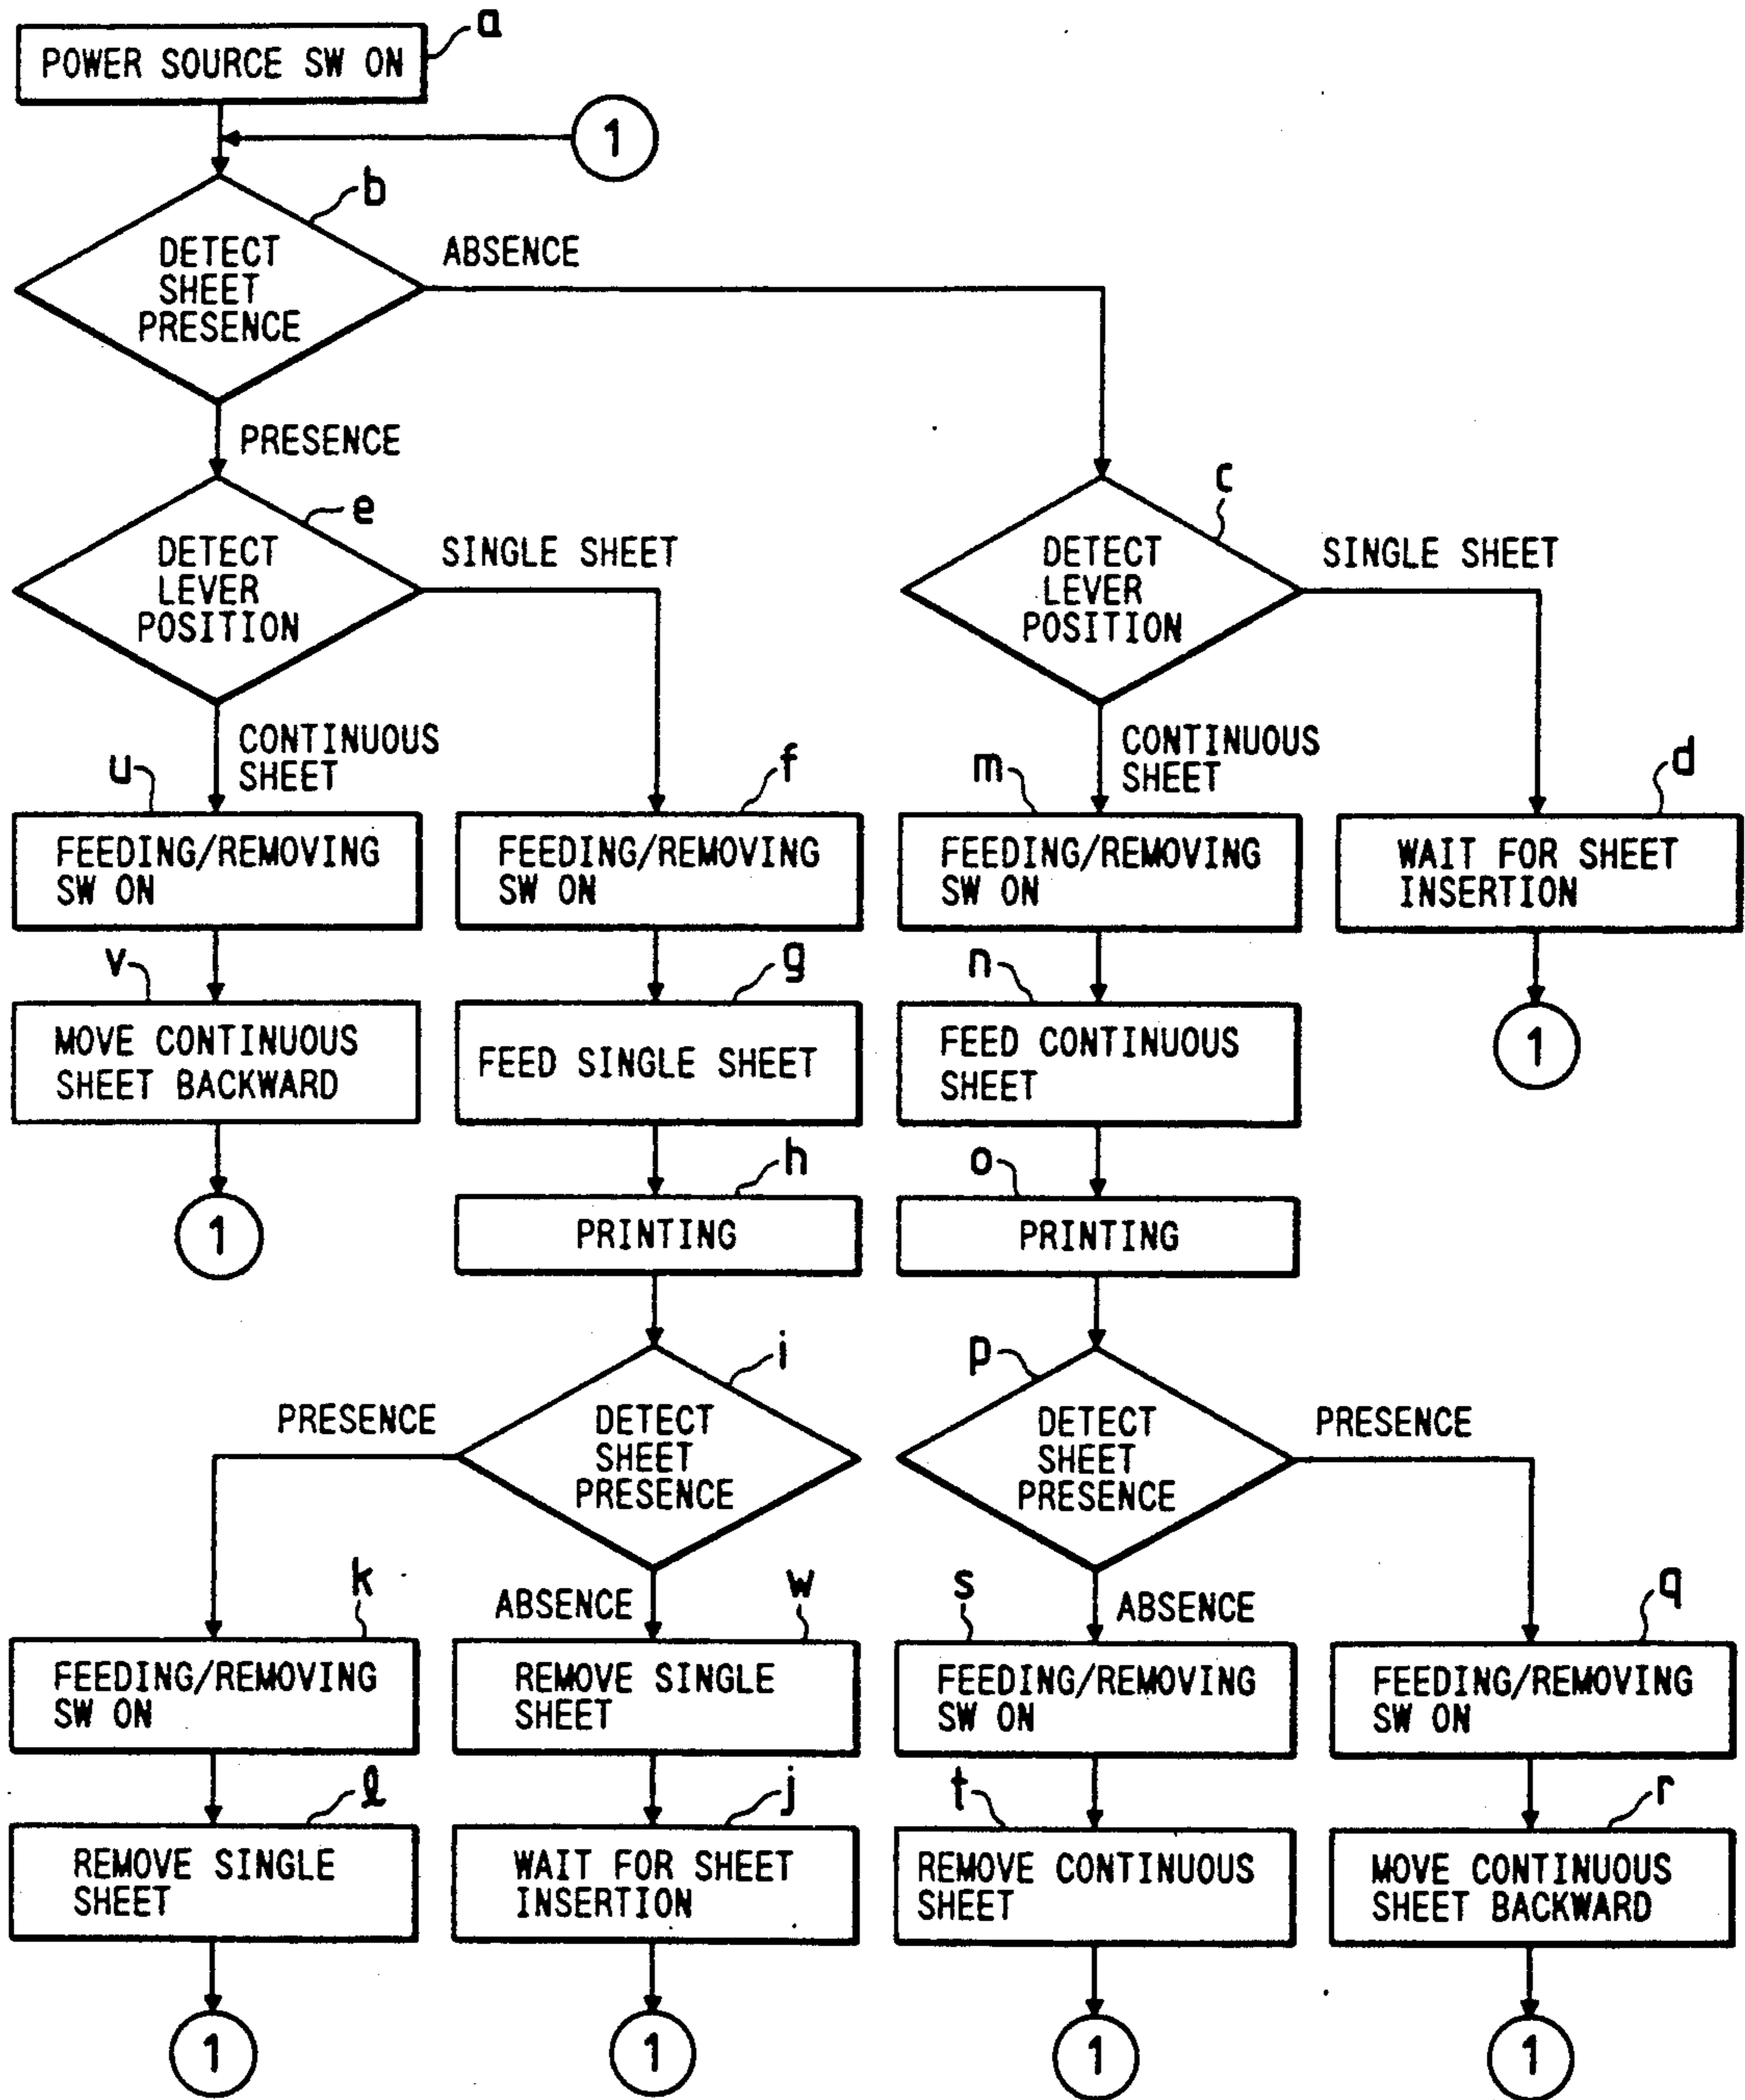 a
POWER SOURCE SW ON
1
b
DETECT
SHEET
PRESENCE
ABSENCE
PRESENCE
e
DETECT
LEVER
POSITION
SINGLE SHEET
c
DETECT
LEVER
POSITION
SINGLE SHEET
CONTINUOUS
SHEET
CONTINUOUS
SHEET
u
FEEDING/REMOVING
SW ON
f
FEEDING/REMOVING
SW ON
m
FEEDING/REMOVING
SW ON
d
WAIT FOR SHEET
INSERTION
v
MOVE CONTINUOUS
SHEET BACKWARD
g
FEED SINGLE SHEET
n
FEED CONTINUOUS
SHEET
1
1
h
PRINTING
o
PRINTING
i
DETECT
SHEET
PRESENCE
PRESENCE
p
DETECT
SHEET
PRESENCE
PRESENCE
ABSENCE
ABSENCE
k
FEEDING/REMOVING
SW ON
w
REMOVE SINGLE
SHEET
s
FEEDING/REMOVING
SW ON
q
FEEDING/REMOVING
SW ON
l
REMOVE SINGLE
SHEET
j
WAIT FOR SHEET
INSERTION
t
REMOVE CONTINUOUS
SHEET
r
MOVE CONTINUOUS
SHEET BACKWARD
1
1
1
1